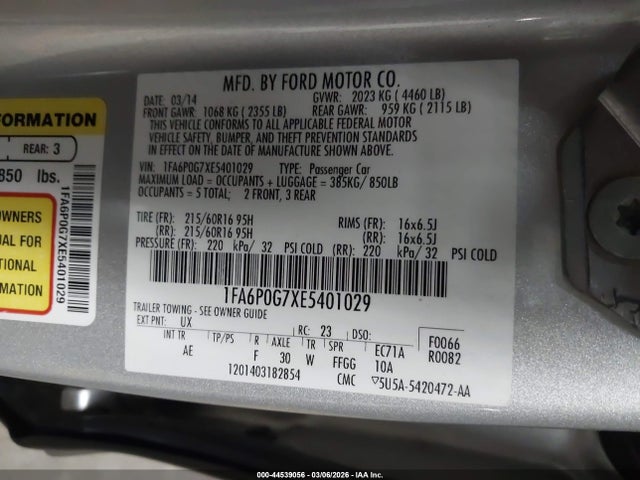 FORMATION
REAR: 3
850 lbs.
OWNERS
UAL FOR
TIONAL
MATION
1FA6P0G7XE5401029
MFD. BY FORD MOTOR CO.
DATE: 03/14 GVWR: 2023 KG ( 4460 LB)
FRONT GAWR: 1068 KG ( 2355 LB) REAR GAWR: 959 KG ( 2115 LB)
THIS VEHICLE CONFORMS TO ALL APPLICABLE FEDERAL MOTOR
VEHICLE SAFETY, BUMPER, AND THEFT PREVENTION STANDARDS
IN EFFECT ON THE DATE OF MANUFACTURE SHOWN ABOVE.
VIN: 1FA6P0G7XE5401029 TYPE: Passenger Car
MAXIMUM LOAD = OCCUPANTS + LUGGAGE = 385KG/ 850LB
OCCUPANTS = 5 TOTAL: 2 FRONT, 3 REAR
TIRE (FR): 215/60R16 95H RIMS (FR): 16x6.5J
(RR): 215/60R16 95H (RR): 16x6.5J
PRESSURE (FR): 220 kPa/ 32 PSI COLD (RR): 220 kPa/ 32 PSI COLD
1FA6P0G7XE5401029
TRAILER TOWING - SEE OWNER GUIDE
EXT PNT: UX RC: 23 DSO: F0066
INT TR TP/PS R AXLE TR SPR EC71A R0082
AE F 30 W FFGG 10A
1201403182854 CMC ▽5U5A-5420472-AA
000-44539056 - 03/06/2026 - IAA Inc.